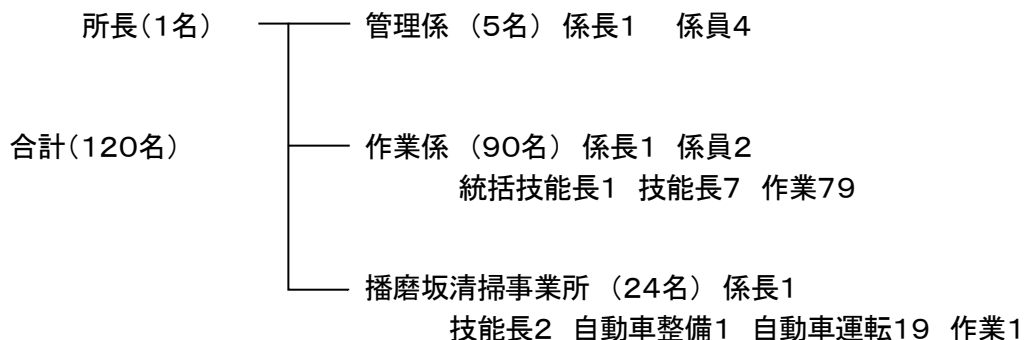 所長(1名)
管理係 (5名) 係長1 係員4
合計(120名)
作業係 (90名) 係長1 係員2
統括技能長1 技能長7 作業79
播磨坂清掃事業所 (24名) 係長1
技能長2 自動車整備1 自動車運転19 作業1